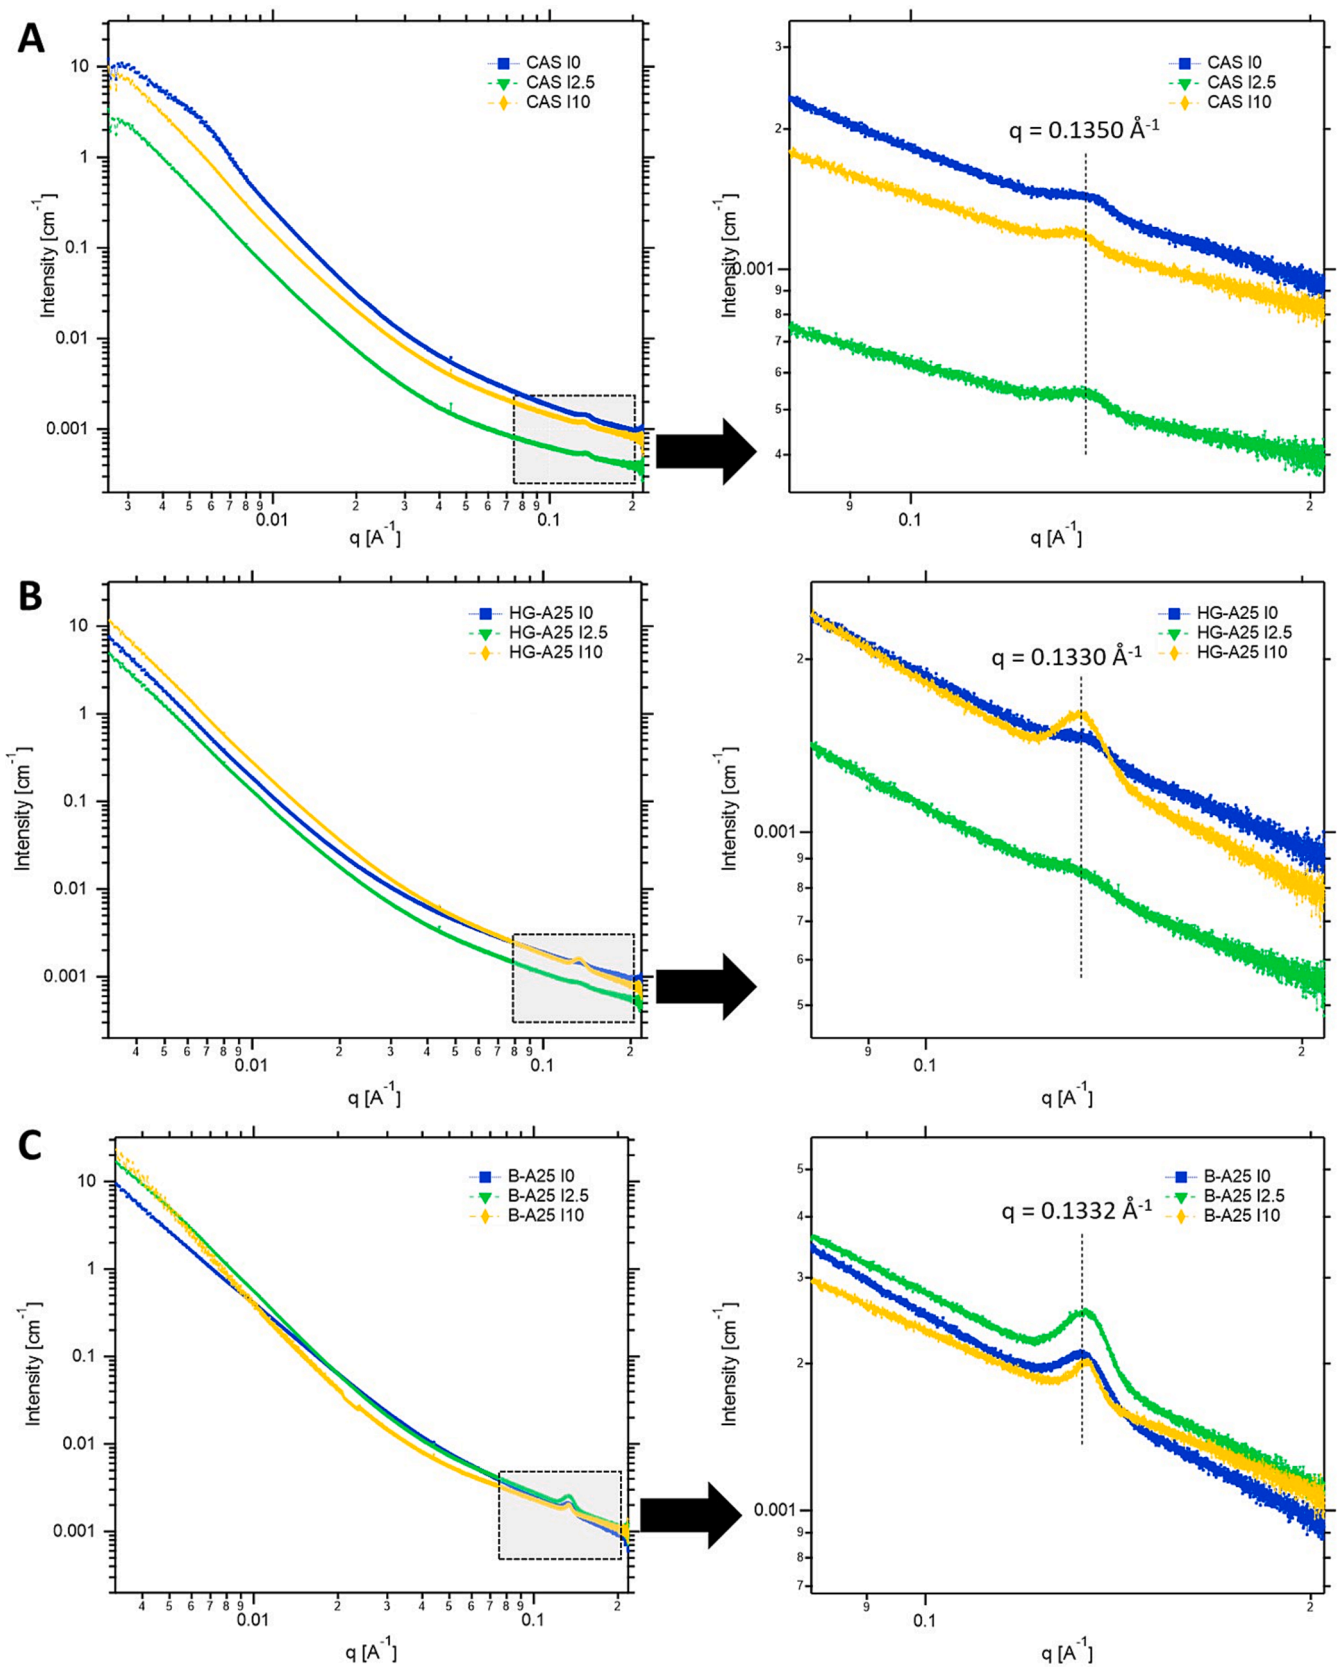 A
CAS I0
CAS I2.5
CAS I10
Intensity [cm-1]
10
1
0.1
0.01
0.001
3 4 5 6 7 8 9 0.01 2 3 4 5 6 7 8 9 0.1 2
q [A-1]
CAS I0
CAS I2.5
CAS I10
q = 0.1350 Å-1
Intensity [cm-1]
3
2
0.001
9
8
7
6
5
4
9 0.1 2
q [A-1]
B
HG-A25 I0
HG-A25 I2.5
HG-A25 I10
Intensity [cm-1]
10
1
0.1
0.01
0.001
4 5 6 7 8 9 0.01 2 3 4 5 6 7 8 9 0.1 2
q [A-1]
HG-A25 I0
HG-A25 I2.5
HG-A25 I10
q = 0.1330 Å-1
Intensity [cm-1]
2
0.001
9
8
7
6
5
9 0.1 2
q [A-1]
C
B-A25 I0
B-A25 I2.5
B-A25 I10
Intensity [cm-1]
10
1
0.1
0.01
0.001
4 5 6 7 8 9 0.01 2 3 4 5 6 7 8 9 0.1 2
q [A-1]
B-A25 I0
B-A25 I2.5
B-A25 I10
q = 0.1332 Å-1
Intensity [cm-1]
5
4
3
2
0.001
9
8
7
9 0.1 2
q [A-1]